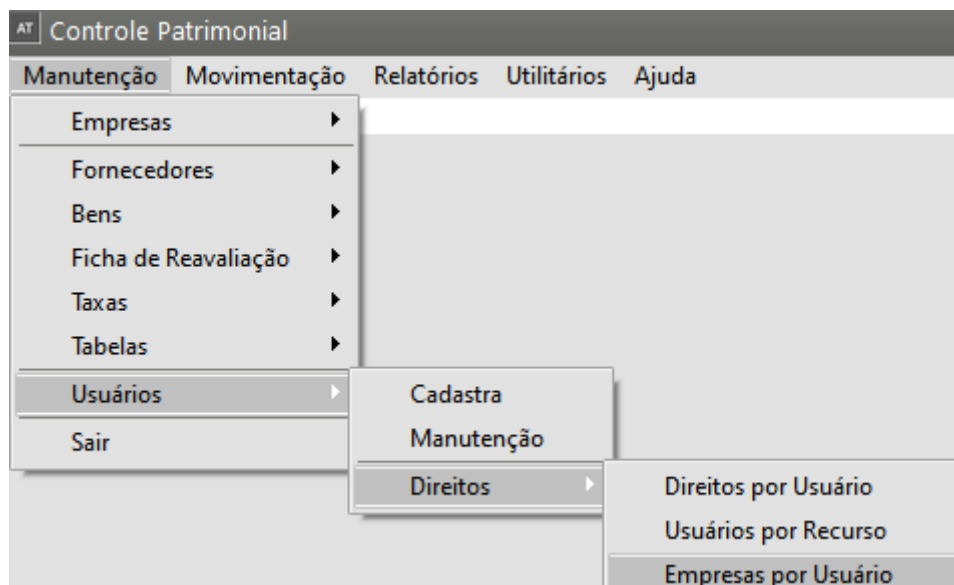 AT Controle Patrimonial
Manutenção Movimentação Relatórios Utilitários Ajuda
Empresas
Fornecedores
Bens
Ficha de Reavaliação
Taxas
Tabelas
Usuários
Sair
Cadastra
Manutenção
Direitos
Direitos por Usuário
Usuários por Recurso
Empresas por Usuário